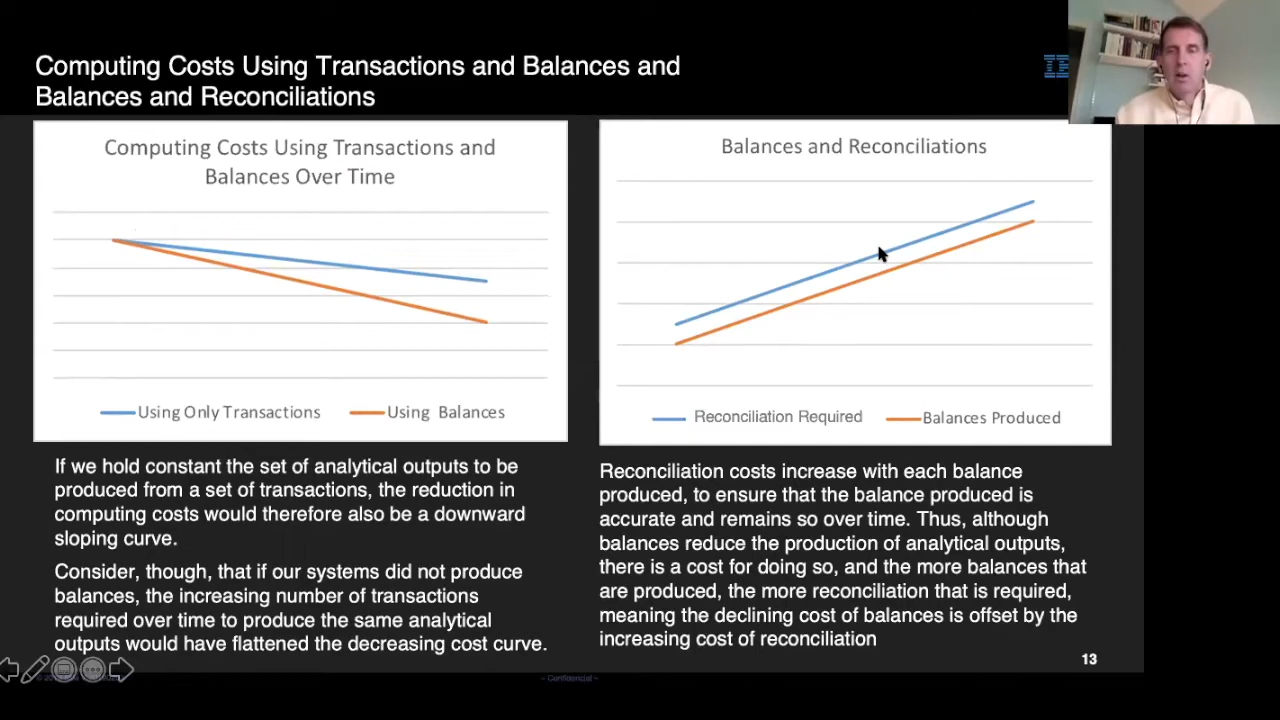 Computing Costs Using Transactions and Balances and
Balances and Reconciliations
Computing Costs Using Transactions and
Balances Over Time
Using Only Transactions
Using Balances
If we hold constant the set of analytical outputs to be
produced from a set of transactions, the reduction in
computing costs would therefore also be a downward
sloping curve.
Consider, though, that if our systems did not produce
balances, the increasing number of transactions
required over time to produce the same analytical
outputs would have flattened the decreasing cost curve.
Balances and Reconciliations
Reconciliation Required
Balances Produced
Reconciliation costs increase with each balance
produced, to ensure that the balance produced is
accurate and remains so over time. Thus, although
balances reduce the production of analytical outputs,
there is a cost for doing so, and the more balances that
are produced, the more reconciliation that is required,
meaning the declining cost of balances is offset by the
increasing cost of reconciliation
13
– Confidencial –